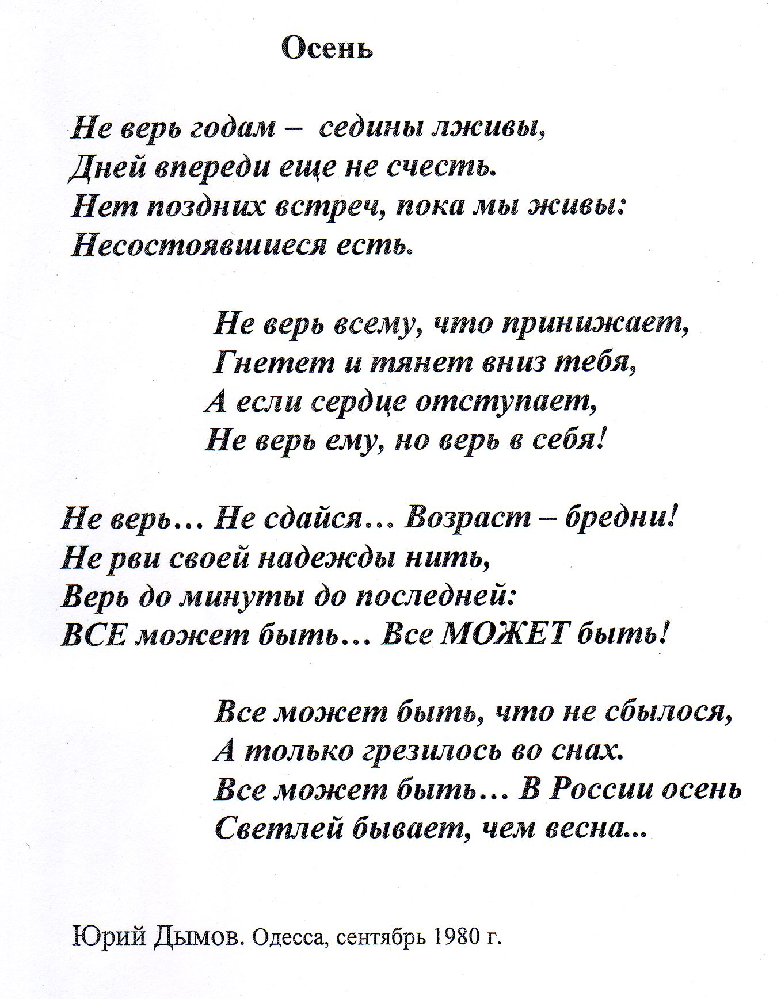 Осень
Не верь годам – седины лживы,
Дней впереди еще не счесть.
Нет поздних встреч, пока мы живы:
Несостоявшиеся есть.
Не верь всему, что принижает,
Гнетет и тянет вниз тебя,
А если сердце отступает,
Не верь ему, но верь в себя!
Не верь... Не сдайся... Возраст – бредни!
Не рви своей надежды нить,
Верь до минуты до последней:
ВСЕ может быть... Все МОЖЕТ быть!
Все может быть, что не сбылося,
А только грезилось во снах.
Все может быть... В России осень
Светлей бывает, чем весна...
Юрий Дымов. Одесса, сентябрь 1980 г.